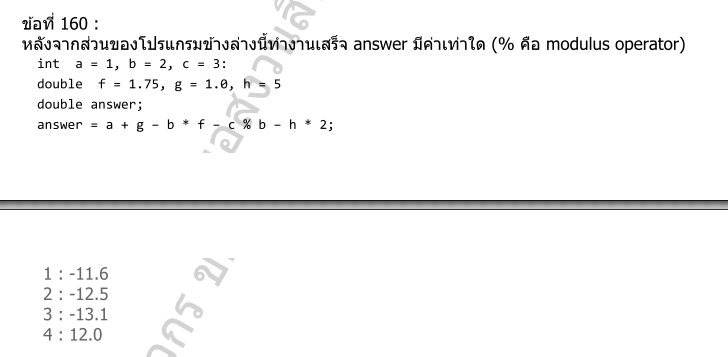 ข้อที่ 160 :
หลังจากส่วนของโปรแกรมข้างล่างนี้ทำงานเสร็จ answer มีค่าเท่าใด (% คือ modulus operator)
int a = 1, b = 2, c = 3:
double f = 1.75, g = 1.0, h = 5
double answer;
answer = a + g – b * f – c % b – h * 2;
1 : -11.6
2 : -12.5
3 : -13.1
4 : 12.0